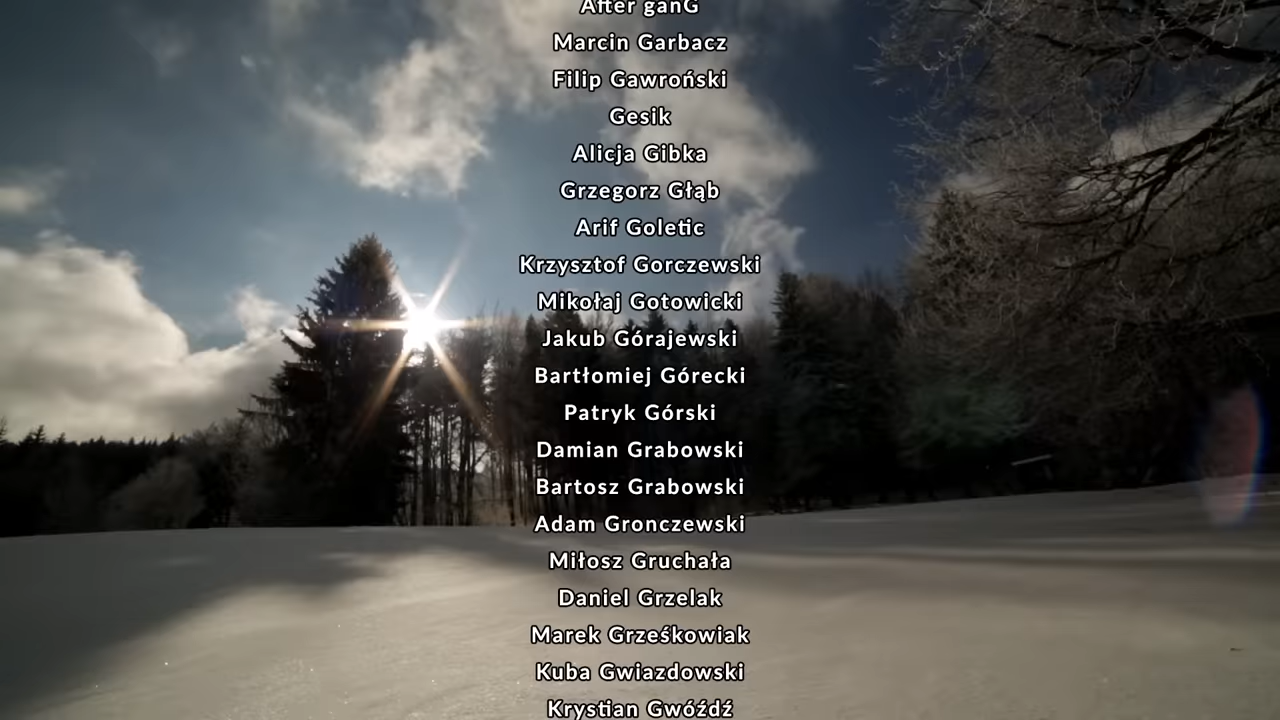 After ganG
Marcin Garbacz
Filip Gawroński
Gesik
Alicja Gibka
Grzegorz Głąb
Arif Goletic
Krzysztof Gorczewski
Mikołaj Gotowicki
Jakub Górajewski
Bartłomiej Górecki
Patryk Górski
Damian Grabowski
Bartosz Grabowski
Adam Gronczewski
Miłosz Gruchała
Daniel Grzelak
Marek Grześkowiak
Kuba Gwiazdowski
Krystian Gwóźdź